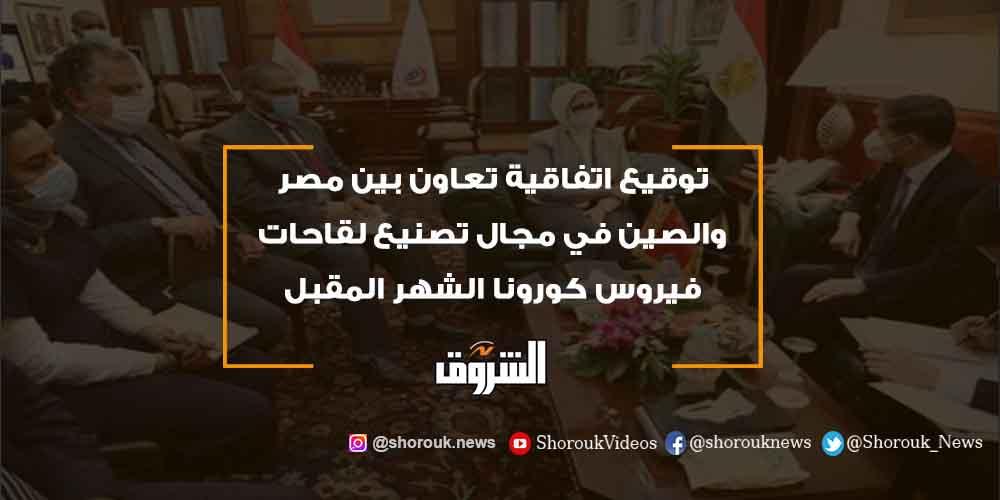 توقيع اتفاقية تعاون بين مصر
والصين في مجال تصنيع لقاحات
فيروس كورونا الشهر المقبل
الشروق
@shorouk.news ShoroukVideos @shorouknews @Shorouk_News